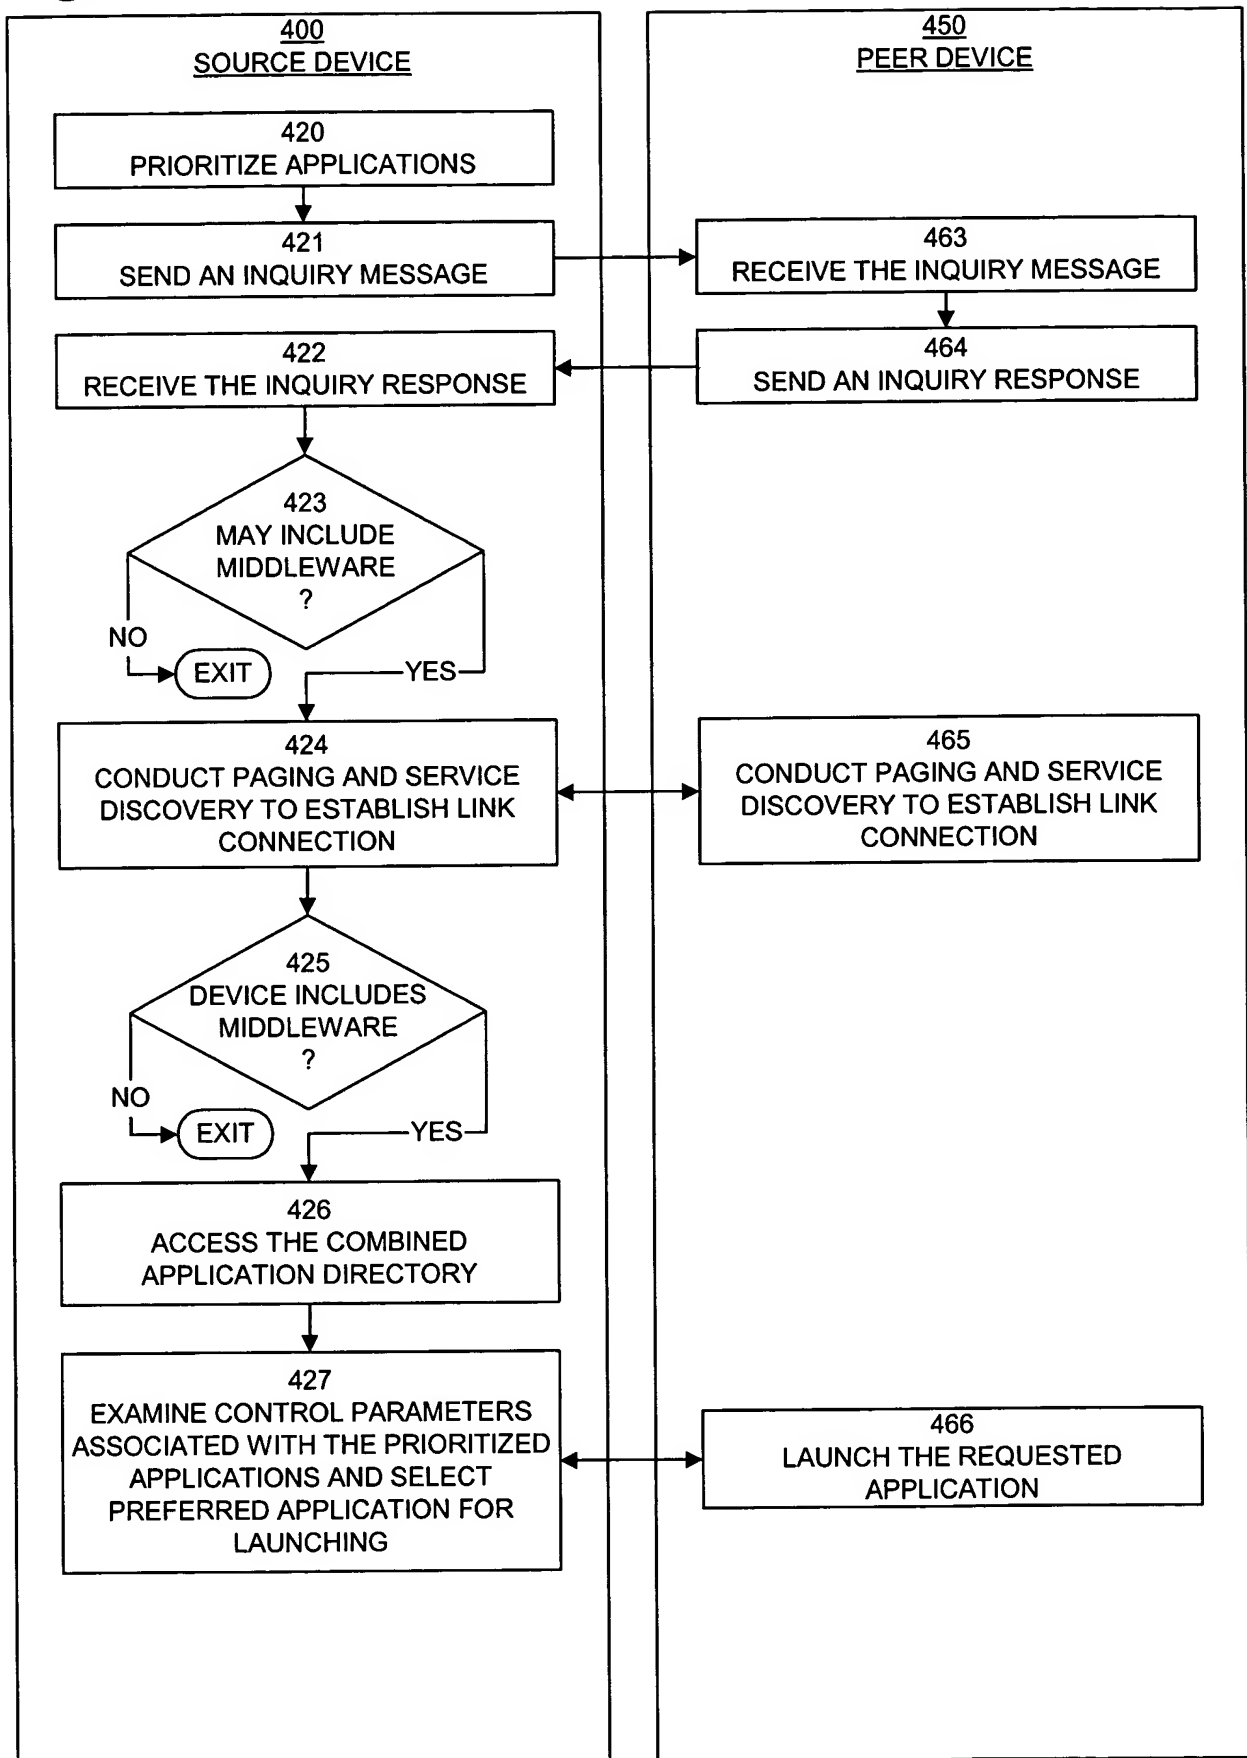 400
SOURCE DEVICE
450
PEER DEVICE
420
PRIORITIZE APPLICATIONS
421
SEND AN INQUIRY MESSAGE
463
RECEIVE THE INQUIRY MESSAGE
422
RECEIVE THE INQUIRY RESPONSE
464
SEND AN INQUIRY RESPONSE
423
MAY INCLUDE
MIDDLEWARE
?
NO
EXIT
YES
424
CONDUCT PAGING AND SERVICE
DISCOVERY TO ESTABLISH LINK
CONNECTION
465
CONDUCT PAGING AND SERVICE
DISCOVERY TO ESTABLISH LINK
CONNECTION
425
DEVICE INCLUDES
MIDDLEWARE
?
NO
EXIT
YES
426
ACCESS THE COMBINED
APPLICATION DIRECTORY
427
EXAMINE CONTROL PARAMETERS
ASSOCIATED WITH THE PRIORITIZED
APPLICATIONS AND SELECT
PREFERRED APPLICATION FOR
LAUNCHING
466
LAUNCH THE REQUESTED
APPLICATION